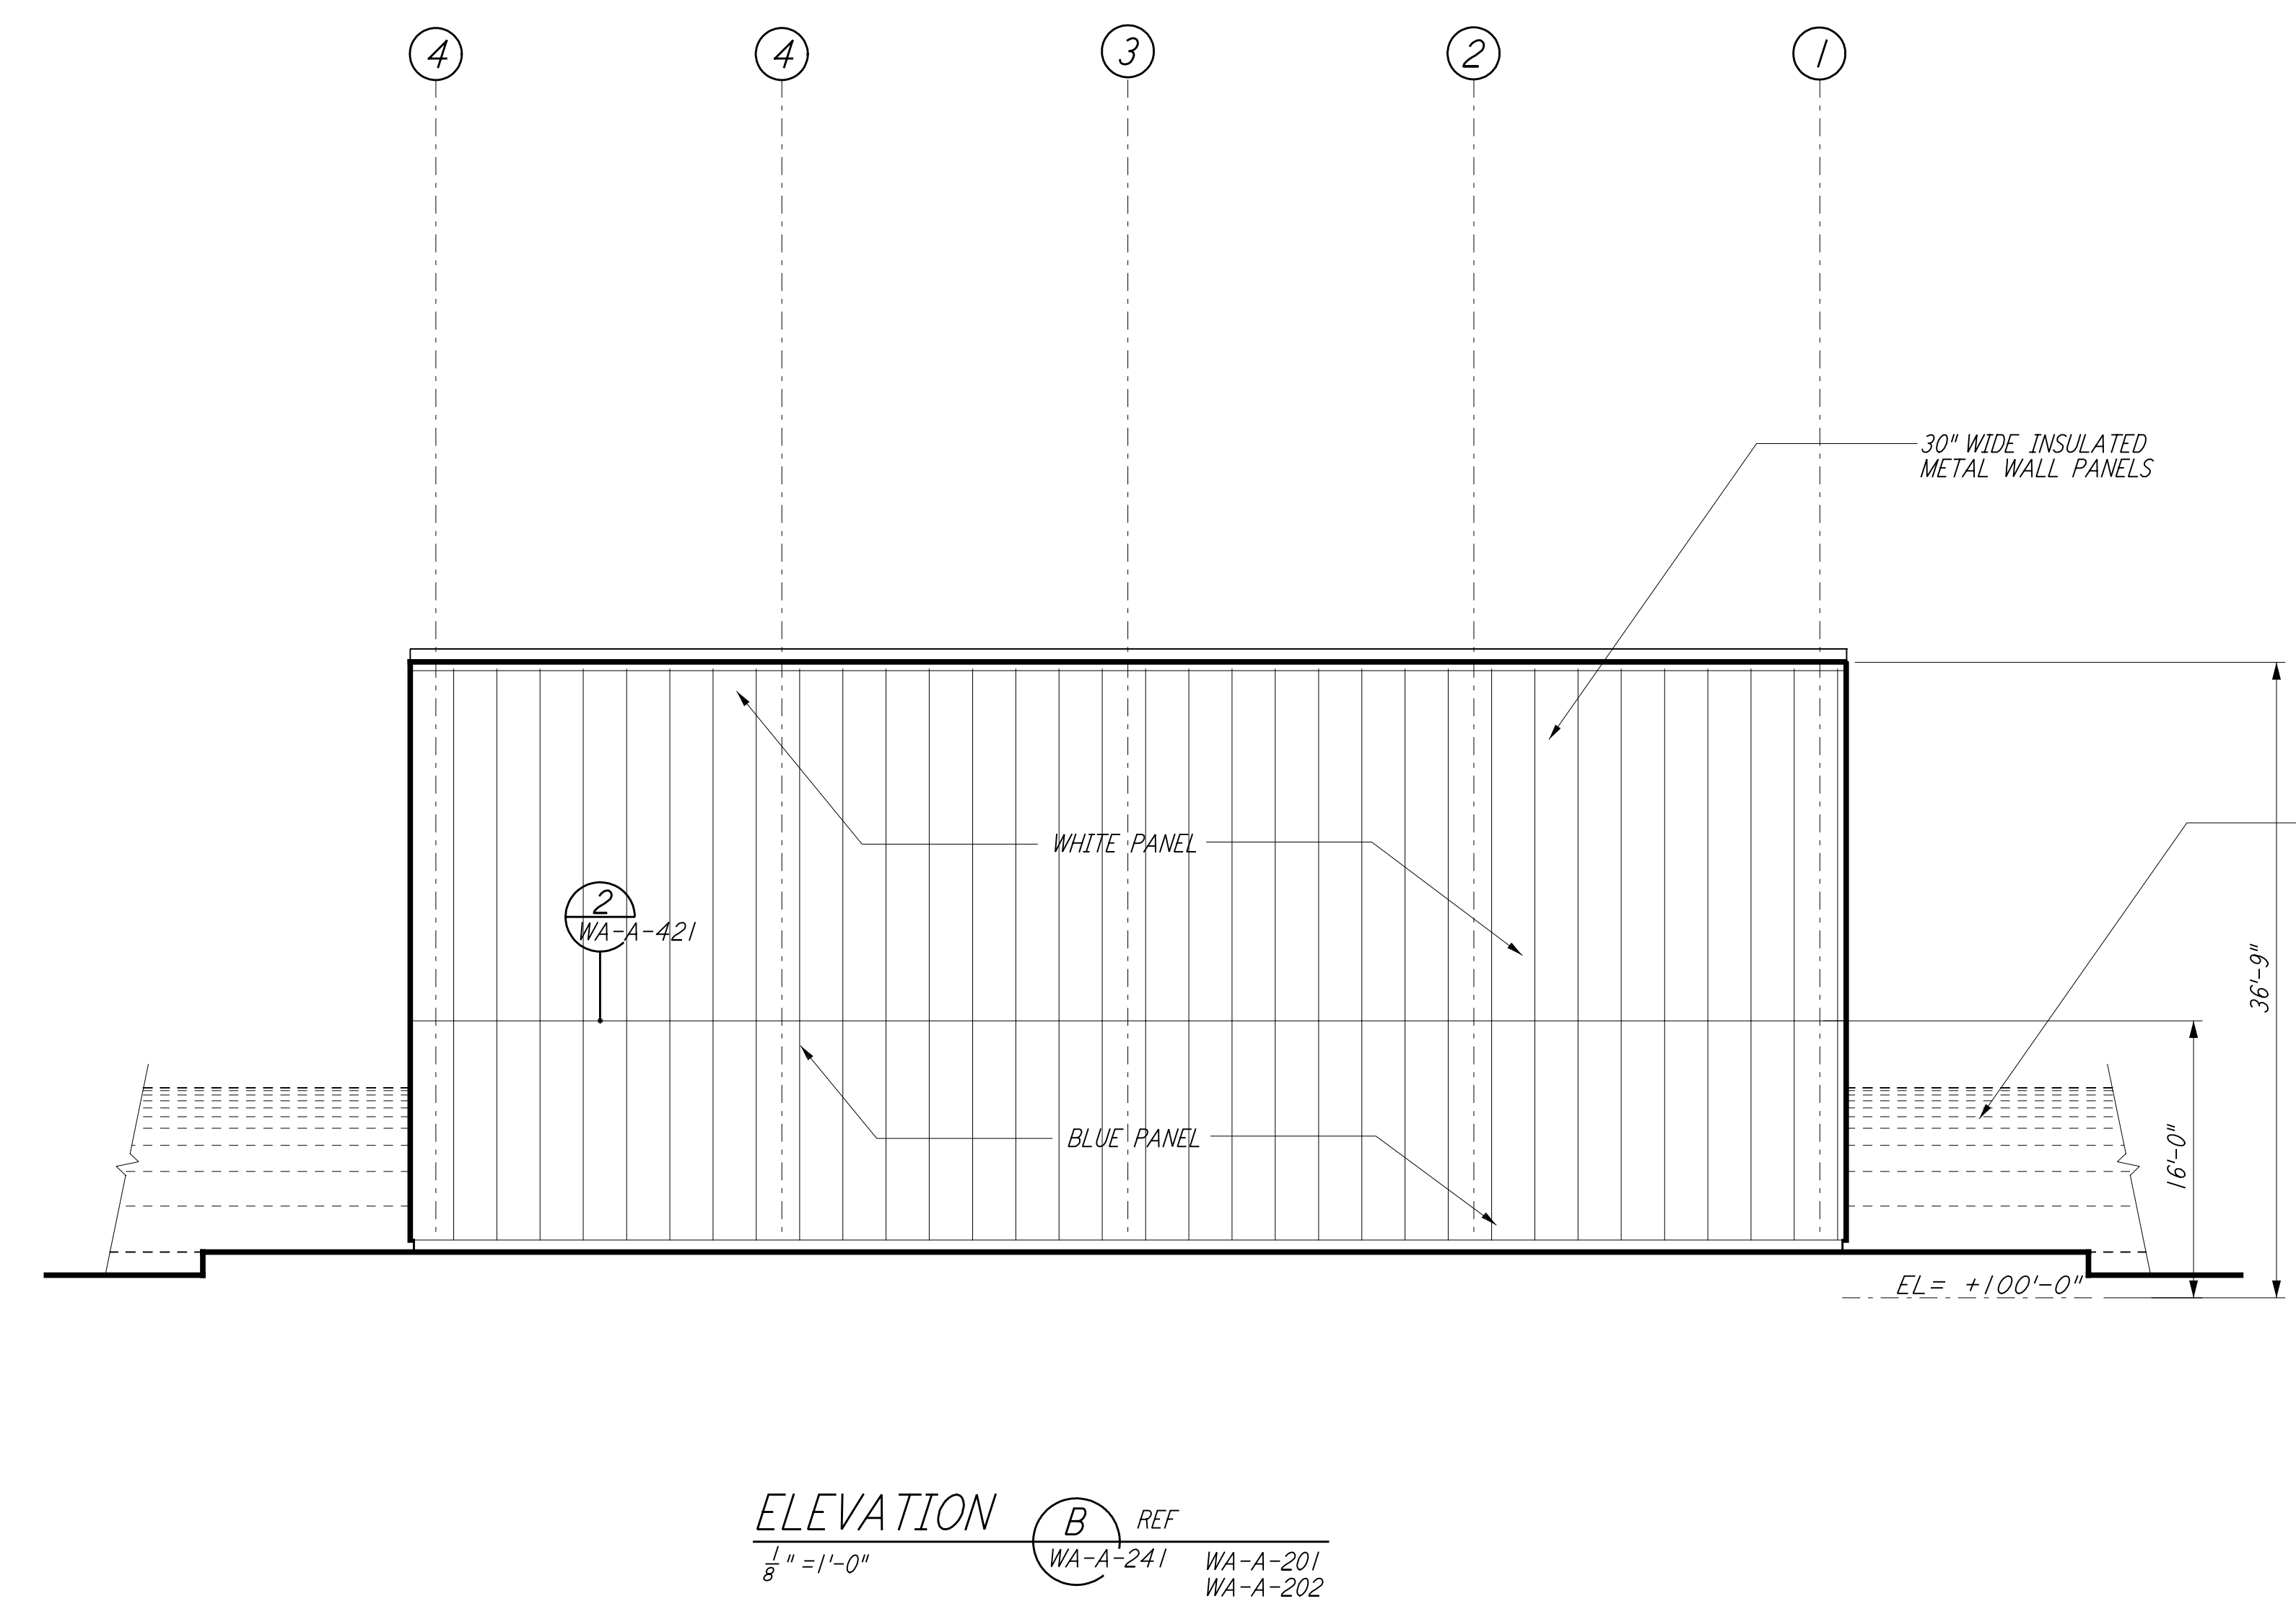 4
4
3
2
1
30" WIDE INSULATED
METAL WALL PANELS
WHITE PANEL
2
WA-A-421
36'-9"
BLUE PANEL
16'-0"
EL= +100'-0"
ELEVATION
B
REF
1/8" =1'-0"
WA-A-241
WA-A-201
WA-A-202